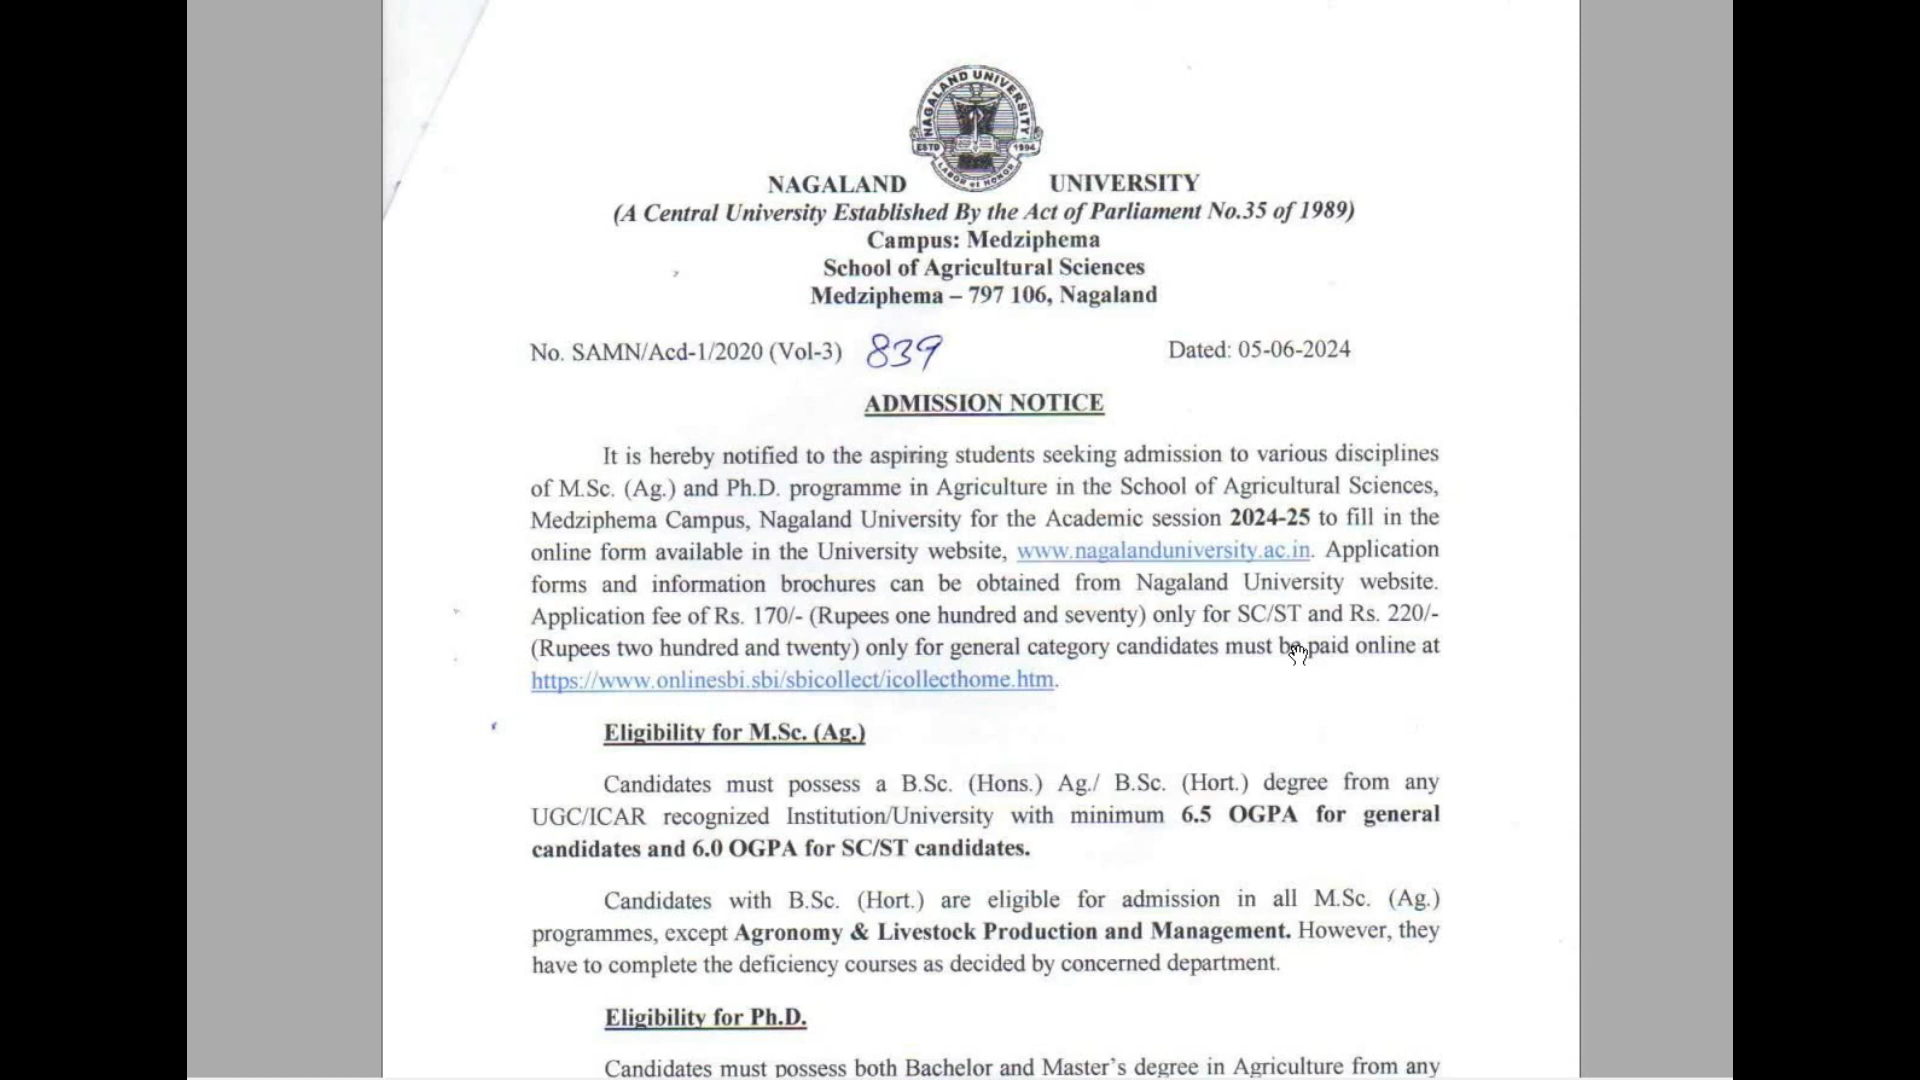 NAGALAND UNIVERSITY
ESTD 1994
LABOR et HONOR
NAGALAND UNIVERSITY
(A Central University Established By the Act of Parliament No.35 of 1989)
Campus: Medziphema
School of Agricultural Sciences
Medziphema – 797 106, Nagaland
No. SAMN/Acd-1/2020 (Vol-3) 839 Dated: 05-06-2024
ADMISSION NOTICE
It is hereby notified to the aspiring students seeking admission to various disciplines
of M.Sc. (Ag.) and Ph.D. programme in Agriculture in the School of Agricultural Sciences,
Medziphema Campus, Nagaland University for the Academic session 2024-25 to fill in the
online form available in the University website, www.nagalanduniversity.ac.in. Application
forms and information brochures can be obtained from Nagaland University website.
Application fee of Rs. 170/- (Rupees one hundred and seventy) only for SC/ST and Rs. 220/-
(Rupees two hundred and twenty) only for general category candidates must be paid online at
https://www.onlinesbi.sbi/sbicollect/icollecthome.htm.
Eligibility for M.Sc. (Ag.)
Candidates must possess a B.Sc. (Hons.) Ag./ B.Sc. (Hort.) degree from any
UGC/ICAR recognized Institution/University with minimum 6.5 OGPA for general
candidates and 6.0 OGPA for SC/ST candidates.
Candidates with B.Sc. (Hort.) are eligible for admission in all M.Sc. (Ag.)
programmes, except Agronomy & Livestock Production and Management. However, they
have to complete the deficiency courses as decided by concerned department.
Eligibility for Ph.D.
Candidates must possess both Bachelor and Master's degree in Agriculture from any